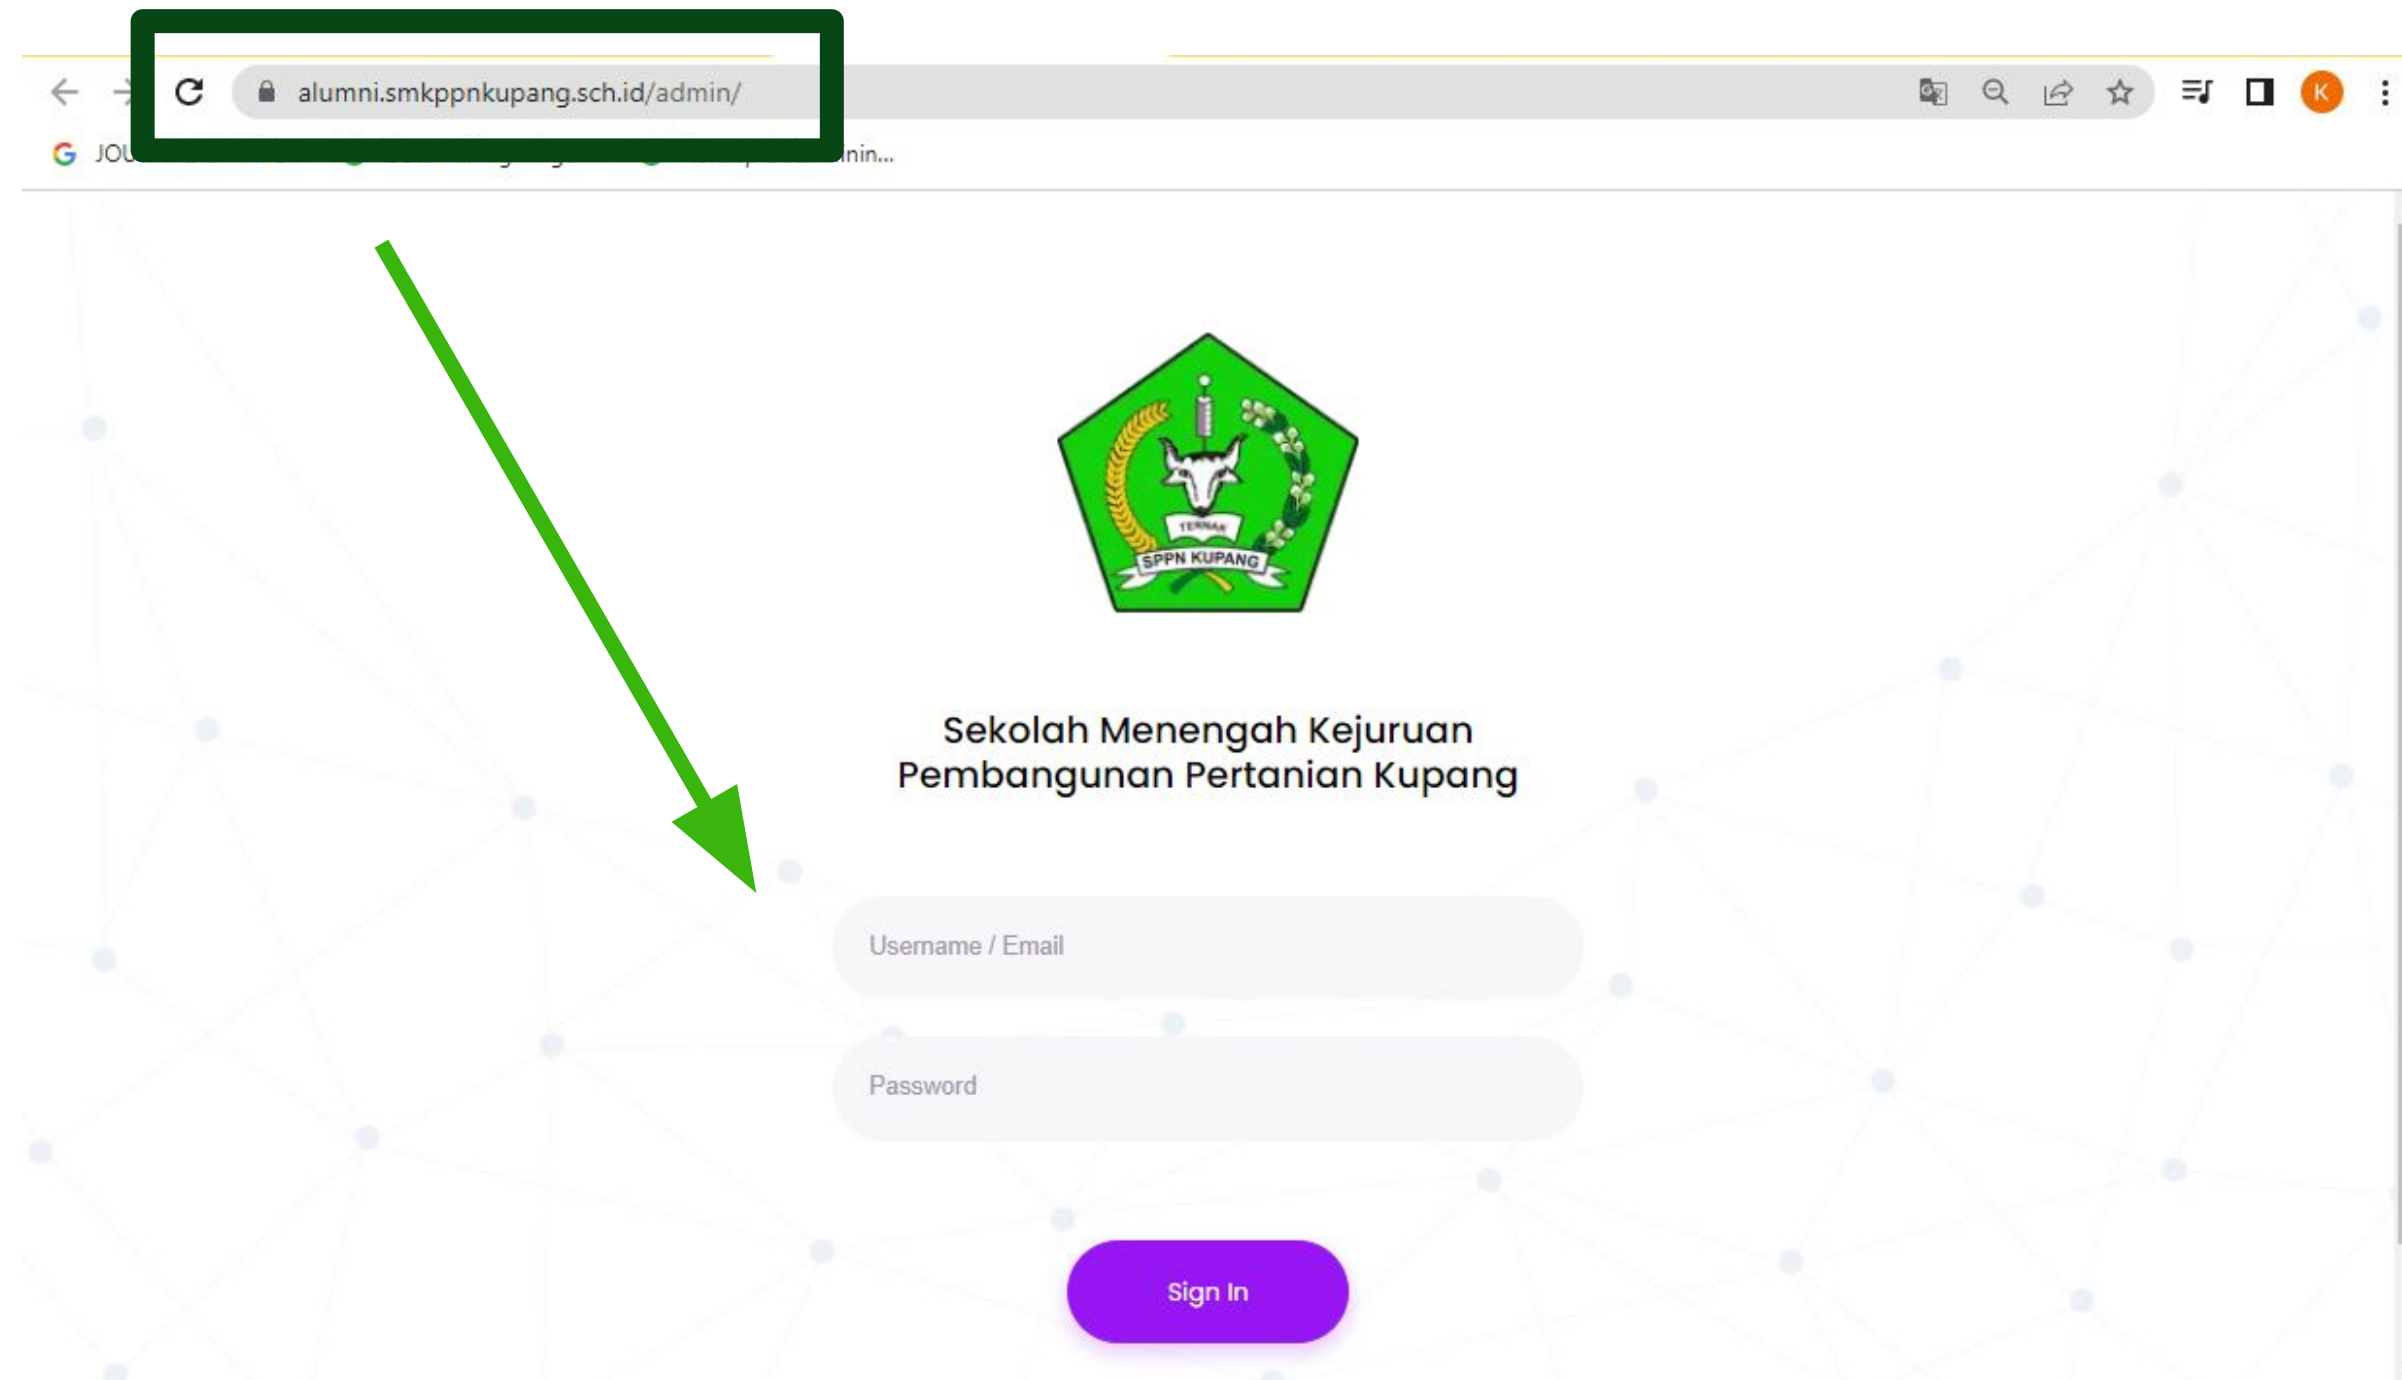 alumni.smkppnkupang.sch.id/admin/
TERNAK
SPPN KUPANG
Sekolah Menengah Kejuruan
Pembangunan Pertanian Kupang
Username / Email
Password
Sign In
K